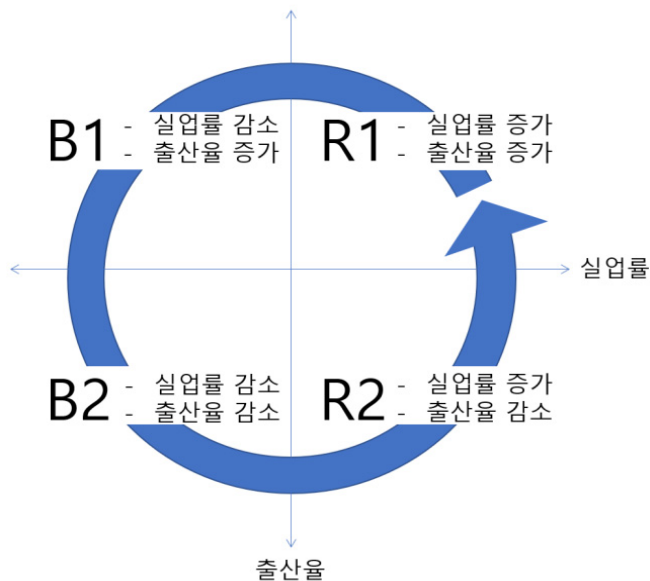 B1
- 실업률 감소
- 출산율 증가
R1
- 실업률 증가
- 출산율 증가
실업률
B2
- 실업률 감소
- 출산율 감소
R2
- 실업률 증가
- 출산율 감소
출산율